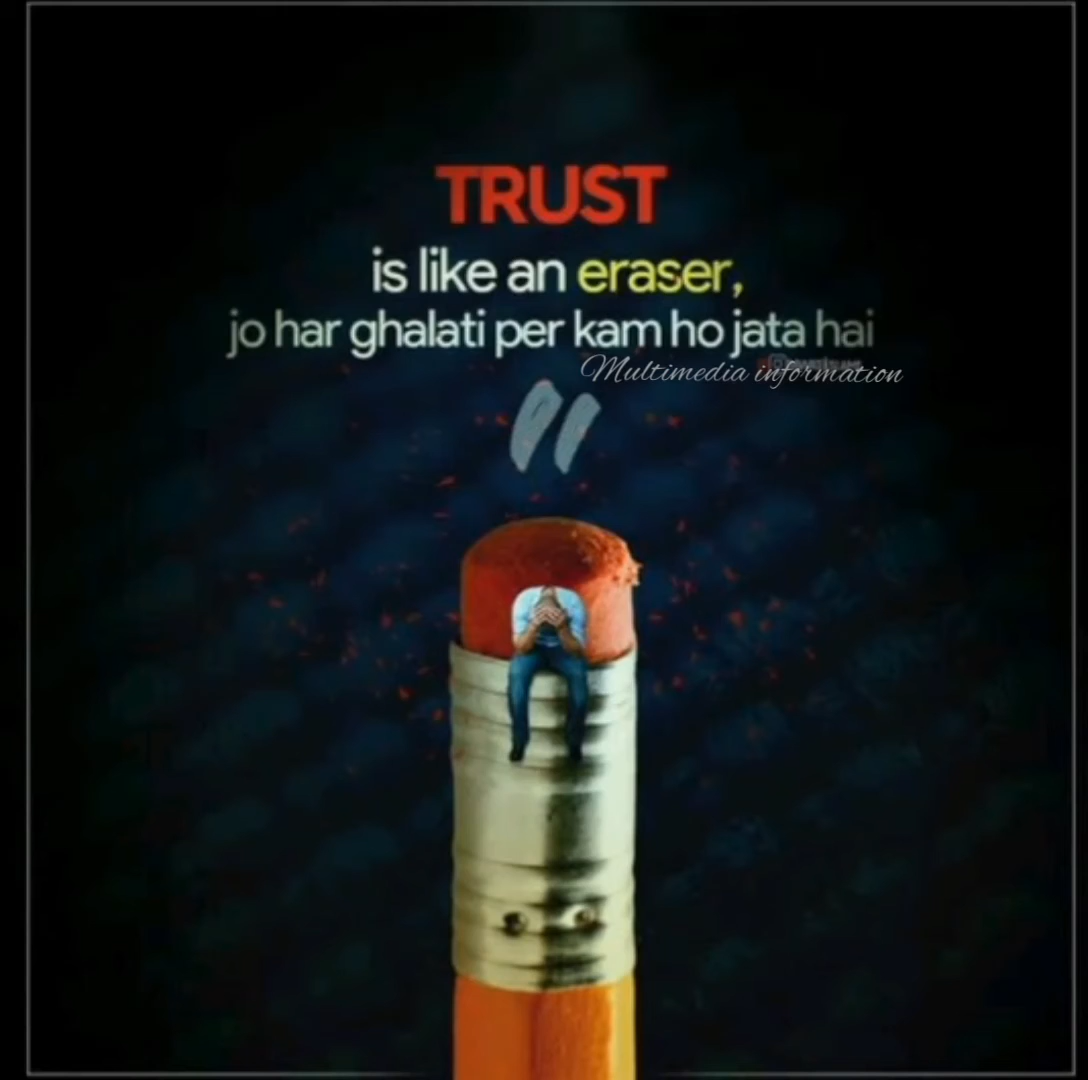 TRUST
is like an eraser,
jo har ghalati per kam ho jata hai
Multimedia information